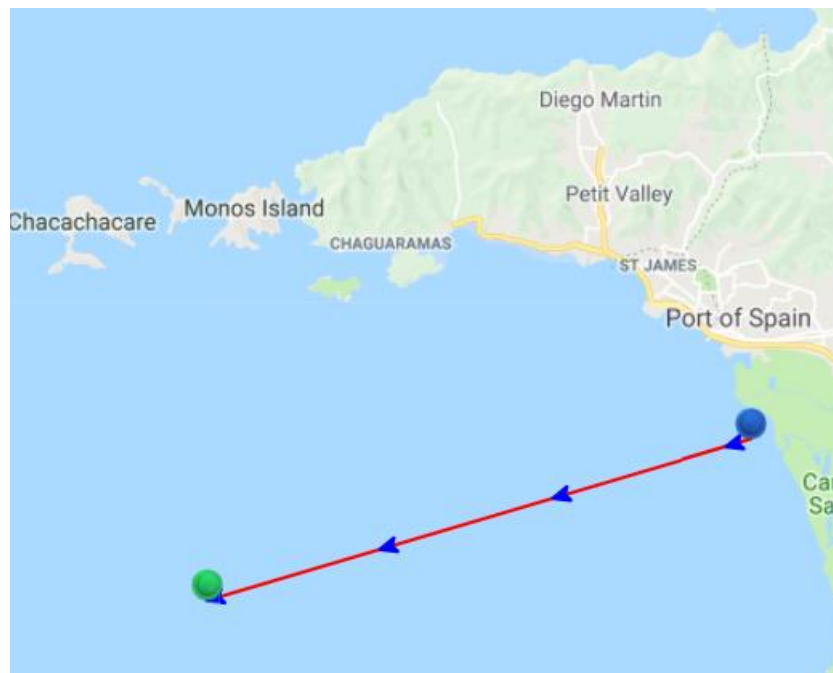 Diego Martin
Petit Valley
Chacachacare
Monos Island
CHAGUARAMAS
ST JAMES
Port of Spain